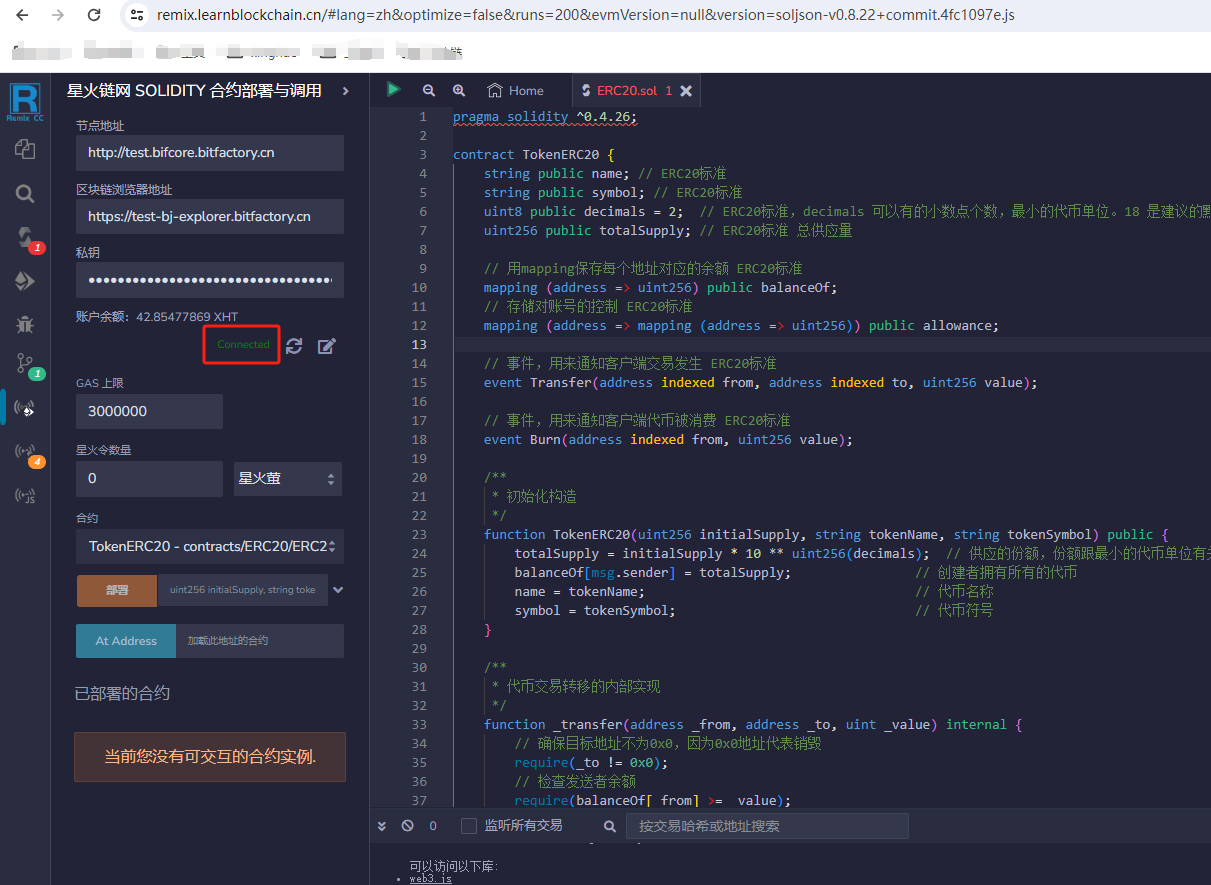 remix.learnblockchain.cn/#lang=zh&optimize=false&runs=200&evmVersion=null&version=soljson-v0.8.22+commit.4fc1097e.js
Remix CC
1
1
4
JS
星火链网 SOLIDITY 合约部署与调用
节点地址
http://test.bifcore.bitfactory.cn
区块链浏览器地址
https://test-bj-explorer.bitfactory.cn
私钥
账户余额：42.85477869 XHT
Connected
GAS 上限
3000000
星火令数量
0
星火萤
合约
TokenERC20 - contracts/ERC20/ERC2
部署
uint256 initialSupply, string toke
At Address
加载此地址的合约
已部署的合约
当前您没有可交互的合约实例.
Home
ERC20.sol 1
1 pragma solidity ^0.4.26;
2
3 contract TokenERC20 {
4 string public name; // ERC20标准
5 string public symbol; // ERC20标准
6 uint8 public decimals = 2; // ERC20标准，decimals 可以有的小数点个数，最小的代币单位。18 是建议的
7 uint256 public totalSupply; // ERC20标准 总供应量
8
9 // 用mapping保存每个地址对应的余额 ERC20标准
10 mapping (address => uint256) public balanceOf;
11 // 存储对账号的控制 ERC20标准
12 mapping (address => mapping (address => uint256)) public allowance;
13
14 // 事件，用来通知客户端交易发生 ERC20标准
15 event Transfer(address indexed from, address indexed to, uint256 value);
16
17 // 事件，用来通知客户端代币被消费 ERC20标准
18 event Burn(address indexed from, uint256 value);
19
20 /**
21 * 初始化构造
22 */
23 function TokenERC20(uint256 initialSupply, string tokenName, string tokenSymbol) public {
24 totalSupply = initialSupply * 10 ** uint256(decimals); // 供应的份额，份额跟最小的代币单位有
25 balanceOf[msg.sender] = totalSupply; // 创建者拥有所有的代币
26 name = tokenName; // 代币名称
27 symbol = tokenSymbol; // 代币符号
28 }
29
30 /**
31 * 代币交易转移的内部实现
32 */
33 function _transfer(address _from, address _to, uint _value) internal {
34 // 确保目标地址不为0x0，因为0x0地址代表销毁
35 require(_to != 0x0);
36 // 检查发送者余额
37 require(balanceOf[_from] >= _value);
0
监听所有交易
按交易哈希或地址搜索
可以访问以下库：
• web3.js